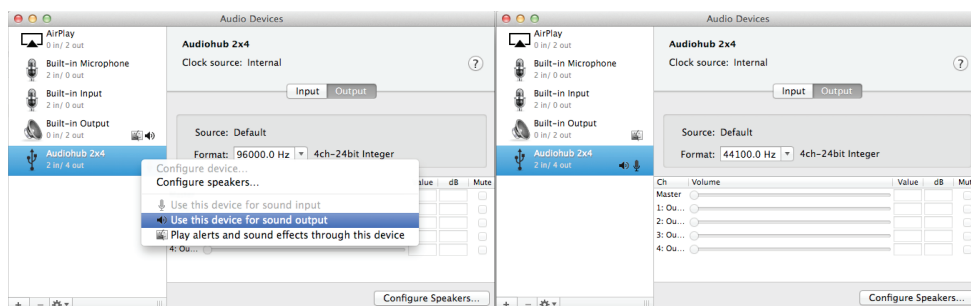 Audio Devices
AirPlay
0 in/ 2 out
Built-in Microphone
2 in/ 0 out
Built-in Input
2 in/ 0 out
Built-in Output
0 in/ 2 out
Audiohub 2x4
2 in/ 4 out
Audiohub 2x4
Clock source: Internal
?
Input Output
Source: Default
Format: 96000.0 Hz 4ch-24bit Integer
Configure device...
Configure speakers...
Use this device for sound input
Use this device for sound output
Play alerts and sound effects through this device
dB Mute
4: Ou...
Configure Speakers...
Audio Devices
AirPlay
0 in/ 2 out
Built-in Microphone
2 in/ 0 out
Built-in Input
2 in/ 0 out
Built-in Output
0 in/ 2 out
Audiohub 2x4
2 in/ 4 out
Audiohub 2x4
Clock source: Internal
?
Input Output
Source: Default
Format: 44100.0 Hz 4ch-24bit Integer
Ch Volume Value dB Mut
Master
1: Ou...
2: Ou...
3: Ou...
4: Ou...
Configure Speakers...